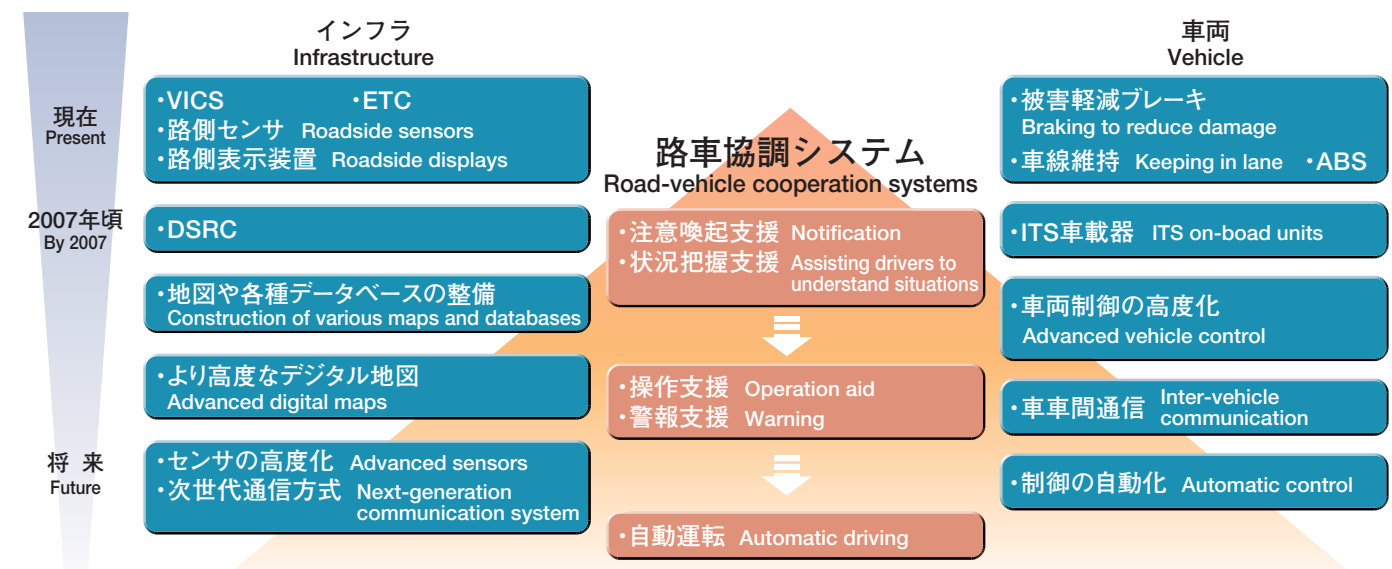 現在
Present
2007年頃
By 2007
将 来
Future
インフラ
Infrastructure
・VICS ・ETC
・路側センサ Roadside sensors
・路側表示装置 Roadside displays
・DSRC
・地図や各種データベースの整備
Construction of various maps and databases
・より高度なデジタル地図
Advanced digital maps
・センサの高度化 Advanced sensors
・次世代通信方式 Next-generation
communication system
路車協調システム
Road-vehicle cooperation systems
・注意喚起支援 Notification
・状況把握支援 Assisting drivers to
understand situations
・操作支援 Operation aid
・警報支援 Warning
・自動運転 Automatic driving
車両
Vehicle
・被害軽減ブレーキ
Braking to reduce damage
・車線維持 Keeping in lane ・ABS
・ITS車載器 ITS on-boad units
・車両制御の高度化
Advanced vehicle control
・車車間通信 Inter-vehicle
communication
・制御の自動化 Automatic control